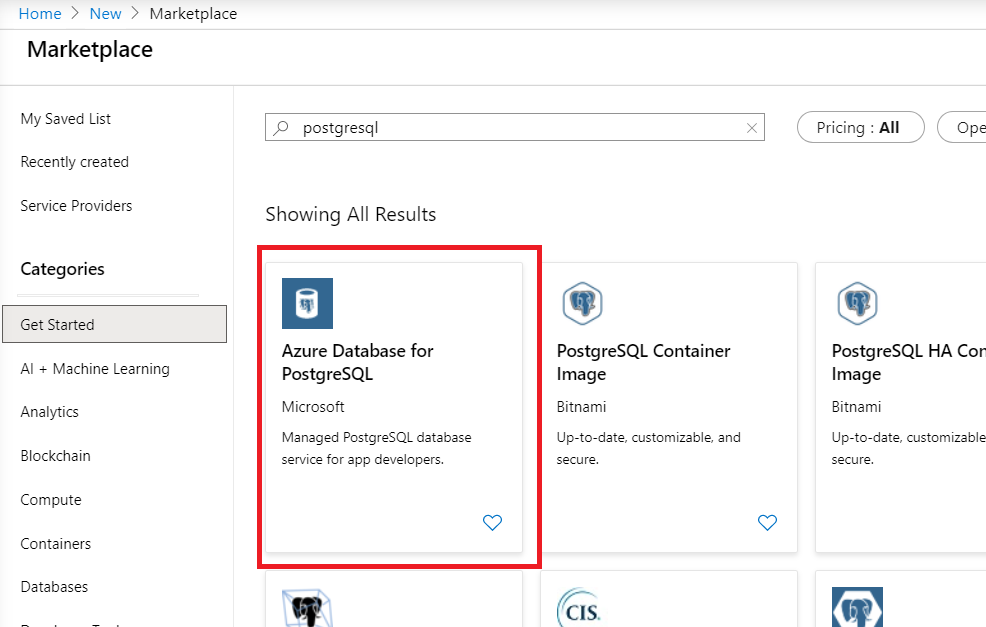 Home > New > Marketplace
Marketplace
My Saved List
Recently created
Service Providers
Categories
Get Started
AI + Machine Learning
Analytics
Blockchain
Compute
Containers
Databases
postgresql
Pricing : All
Ope
Showing All Results
Azure Database for
PostgreSQL
Microsoft
Managed PostgreSQL database
service for app developers.
PostgreSQL Container
Image
Bitnami
Up-to-date, customizable, and
secure.
PostgreSQL HA Con
Image
Bitnami
Up-to-date, customizable
secure.
CIS.